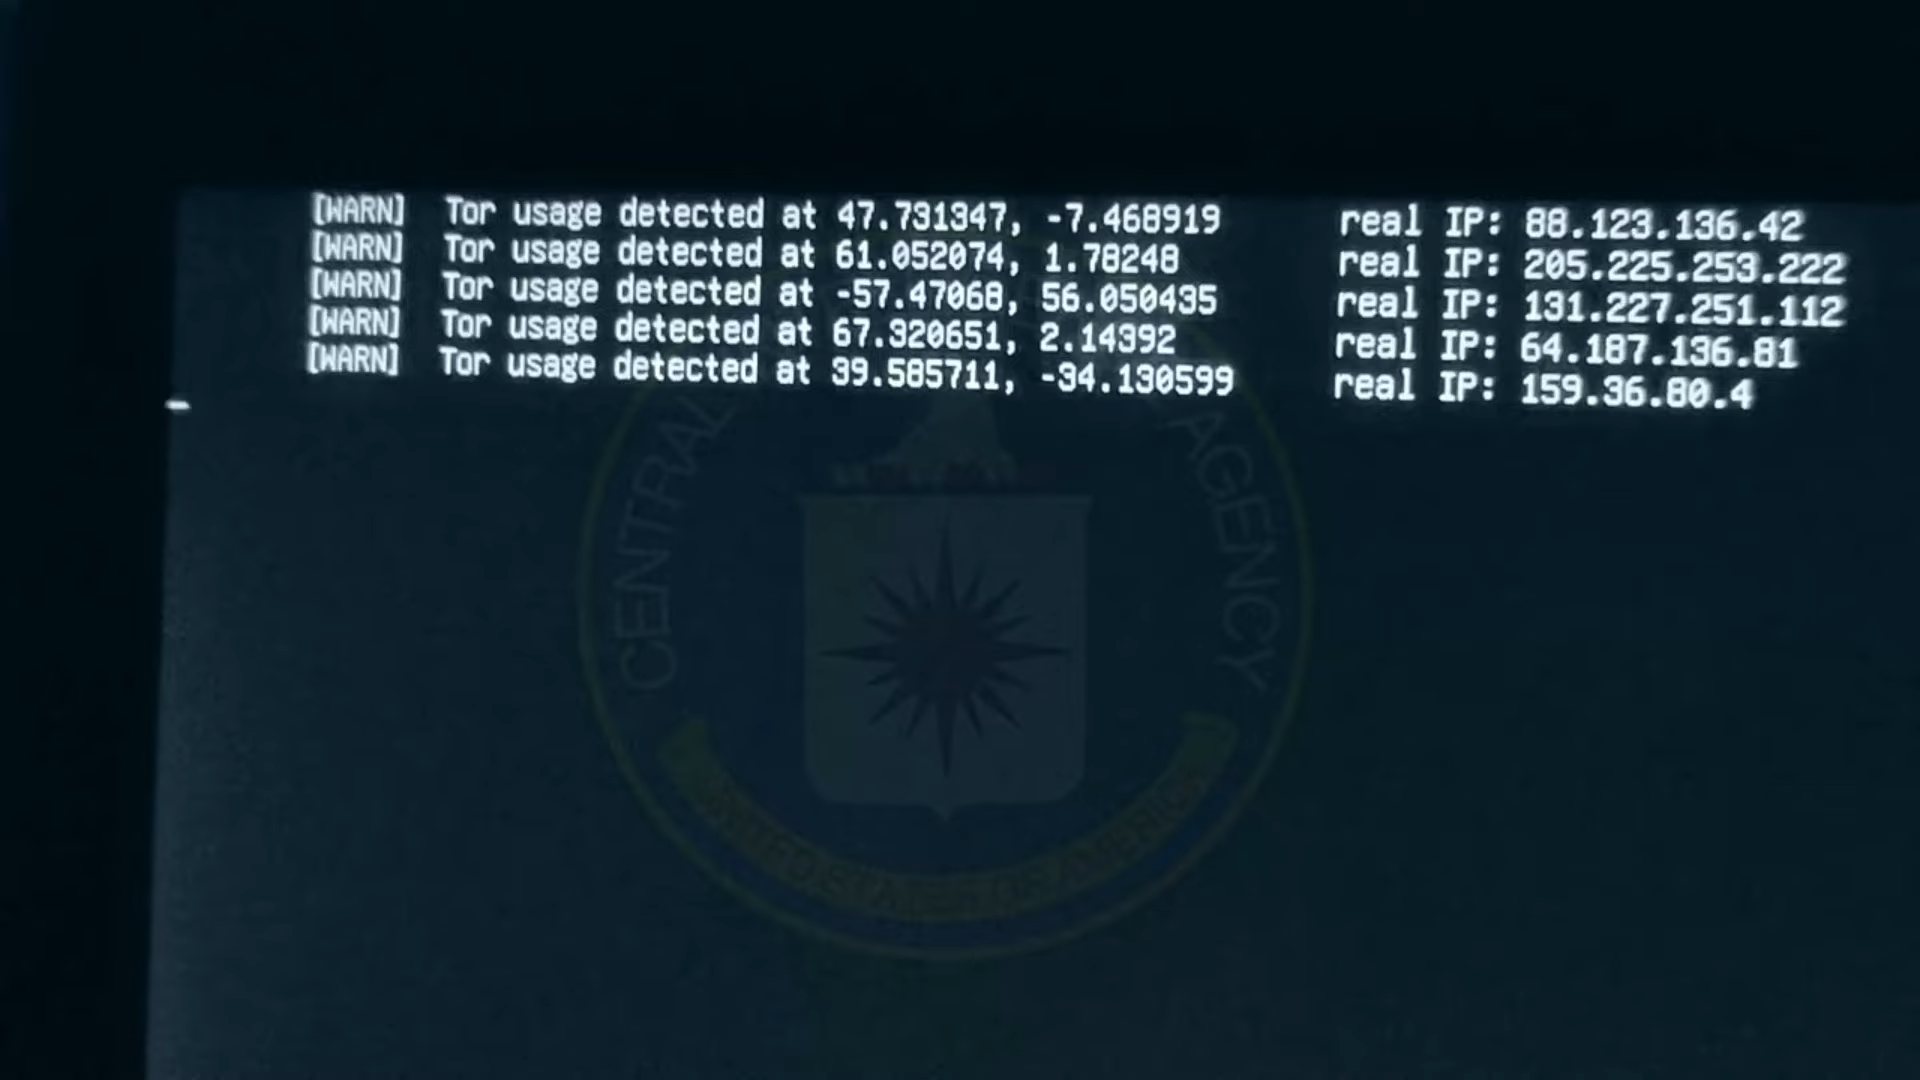 [WARN] Tor usage detected at 47.731347, -7.468919 real IP: 88.123.136.42
[WARN] Tor usage detected at 61.052074, 1.78248 real IP: 205.225.253.222
[WARN] Tor usage detected at -57.47068, 56.050435 real IP: 131.227.251.112
[WARN] Tor usage detected at 67.320651, 2.14392 real IP: 64.187.136.81
[WARN] Tor usage detected at 39.585711, -34.130599 real IP: 159.36.80.4
CENTRAL AGENCY
UNITED STATES OF AMERICA